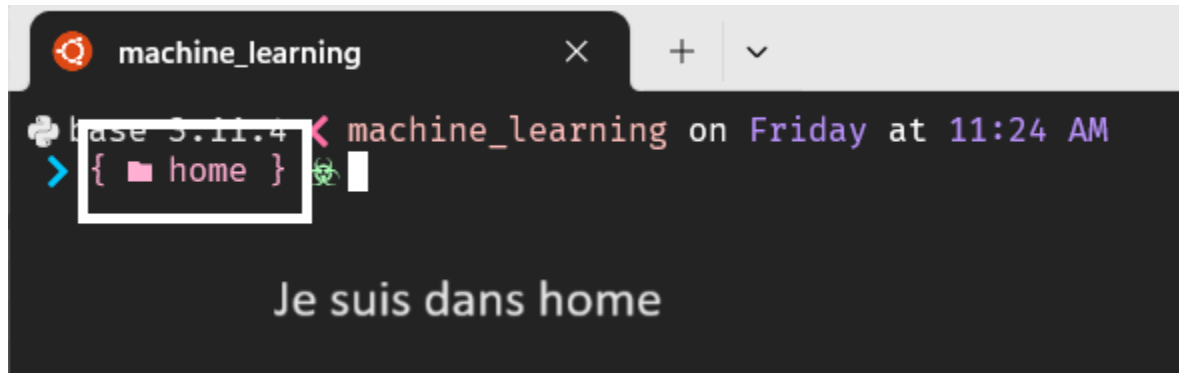 machine_learning
base 3.11.4 < machine_learning on Friday at 11:24 AM
> { home }
Je suis dans home